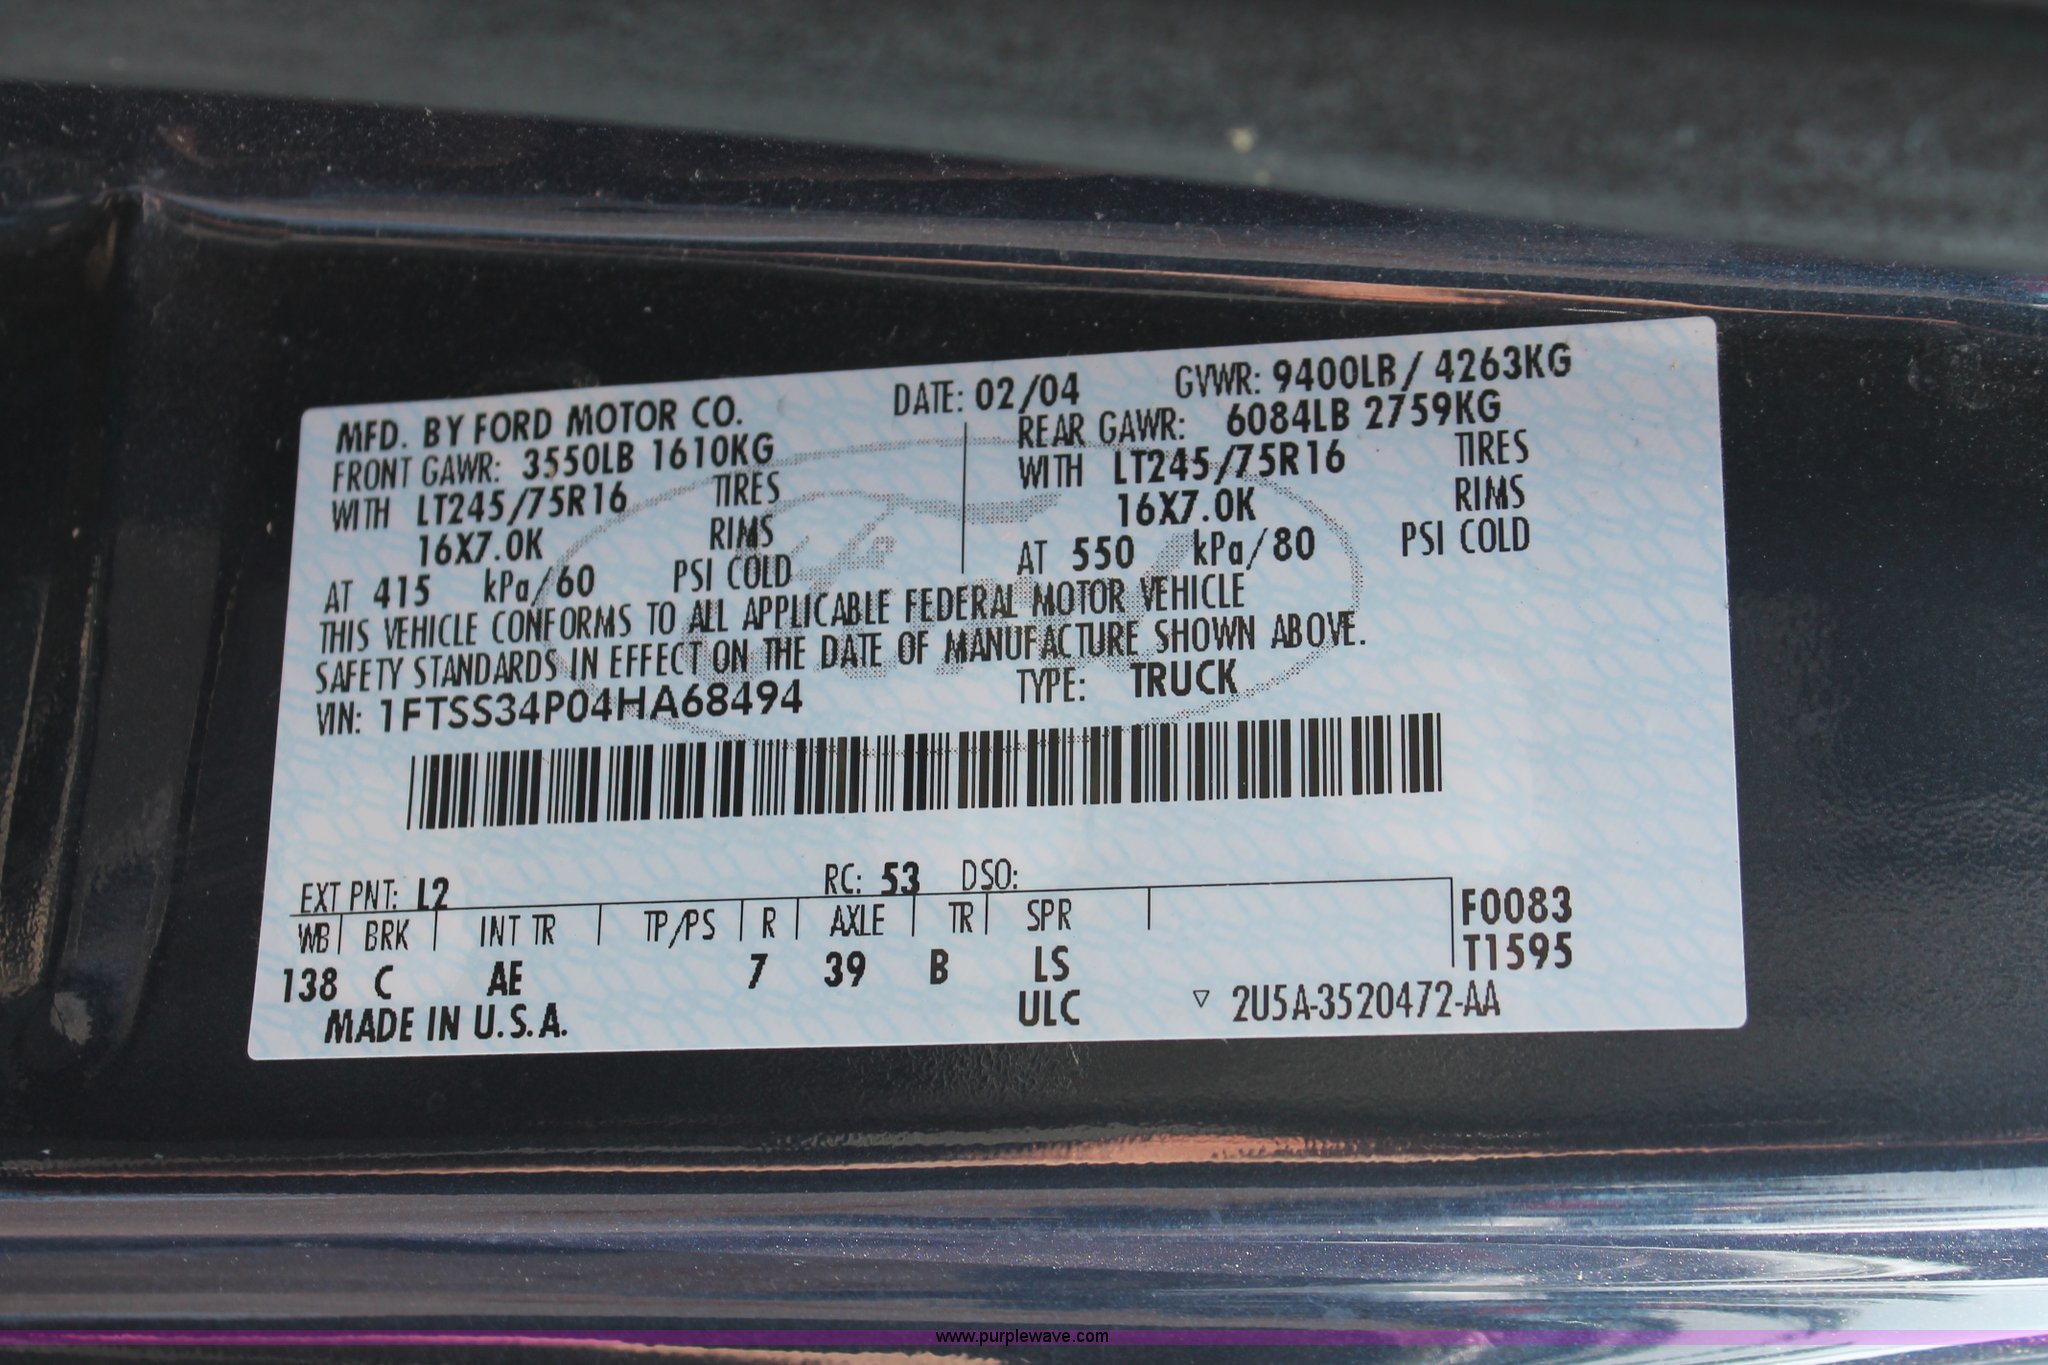 MFD. BY FORD MOTOR CO. DATE: 02/04 GVWR: 9400LB / 4263KG
FRONT GAWR: 3550LB 1610KG REAR GAWR: 6084LB 2759KG
WITH LT245/75R16 TIRES WITH LT245/75R16 TIRES
16X7.0K RIMS 16X7.0K RIMS
AT 415 kPa/60 PSI COLD AT 550 kPa/80 PSI COLD
THIS VEHICLE CONFORMS TO ALL APPLICABLE FEDERAL MOTOR VEHICLE
SAFETY STANDARDS IN EFFECT ON THE DATE OF MANUFACTURE SHOWN ABOVE.
VIN: 1FTSS34P04HA68494 TYPE: TRUCK
EXT PNT: L2 RC: 53 DSO:
WB BRK INT TR TP/PS R AXLE TR SPR F0083
138 C AE 7 39 B LS T1595
MADE IN U.S.A. ULC ▽ 2U5A-3520472-AA
www.purplewave.com